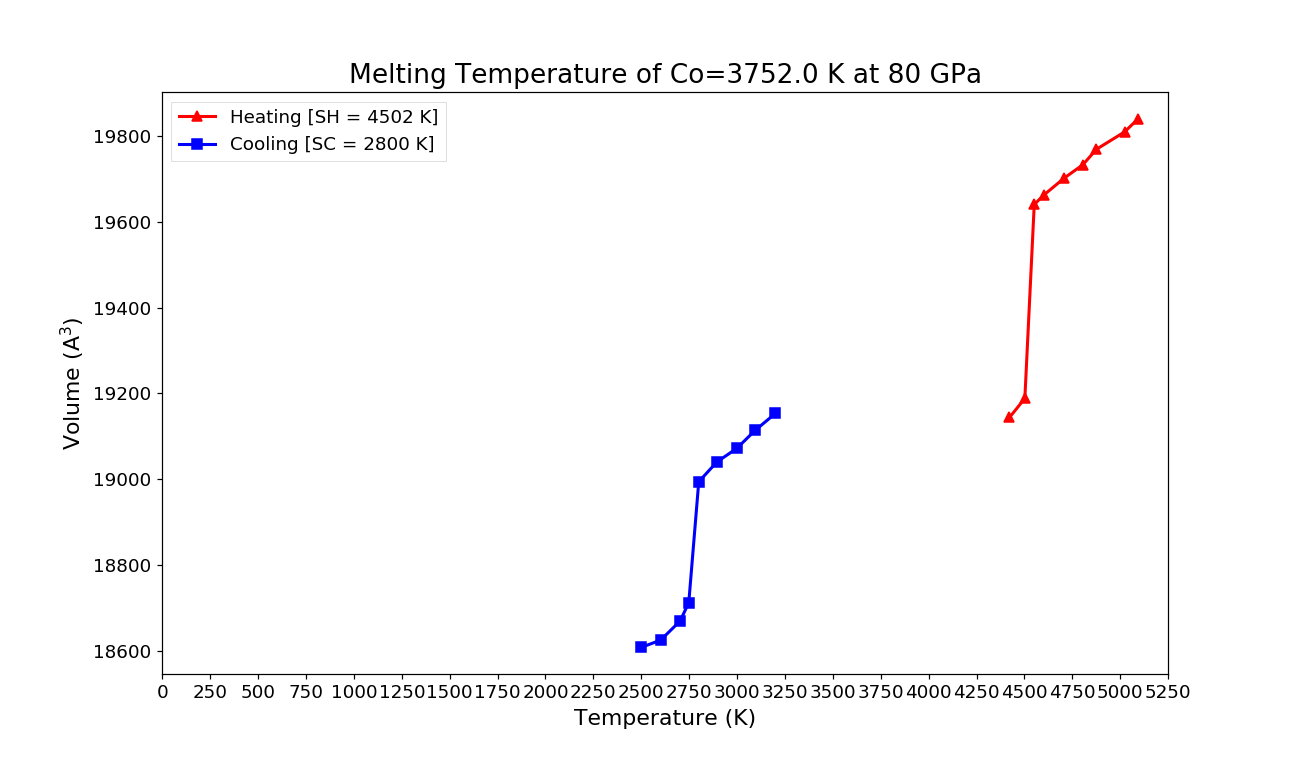 Melting Temperature of Co=3752.0 K at 80 GPa
Heating [SH = 4502 K]
Cooling [SC = 2800 K]
19800
19600
19400
19200
19000
18800
18600
Volume (A³)
0 250 500 750 1000 1250 1500 1750 2000 2250 2500 2750 3000 3250 3500 3750 4000 4250 4500 4750 5000 5250
Temperature (K)